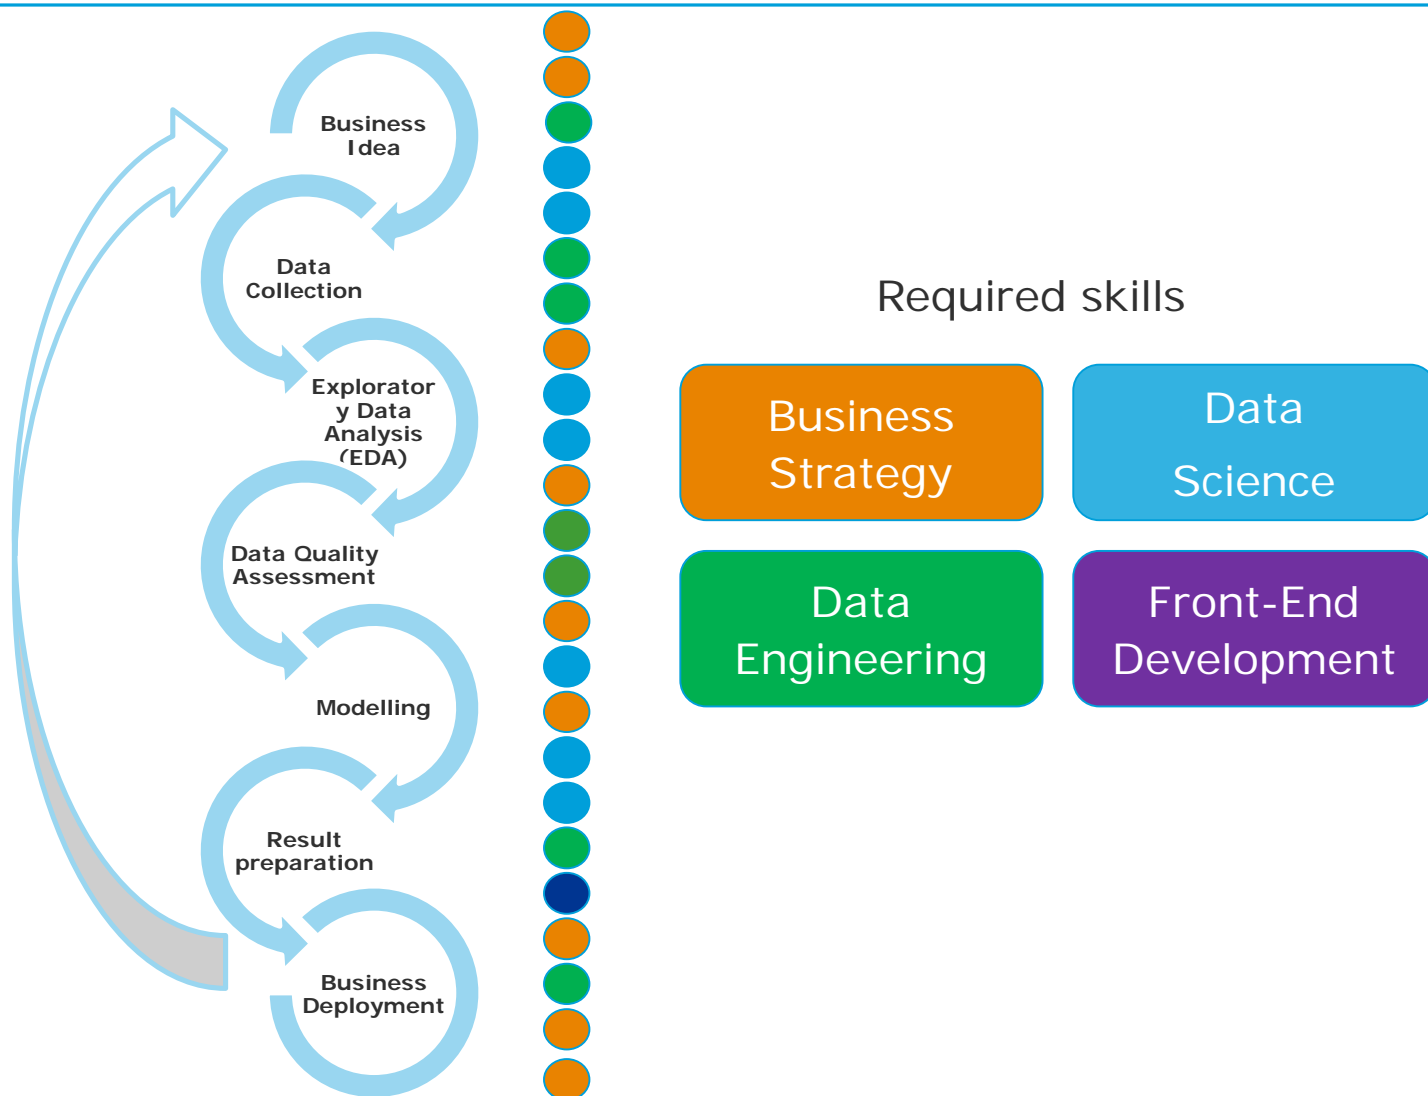 Business
Idea
Data
Collection
Explorator
y Data
Analysis
(EDA)
Data Quality
Assessment
Modelling
Result
preparation
Business
Deployment
Required skills
Business
Strategy
Data
Science
Data
Engineering
Front-End
Development